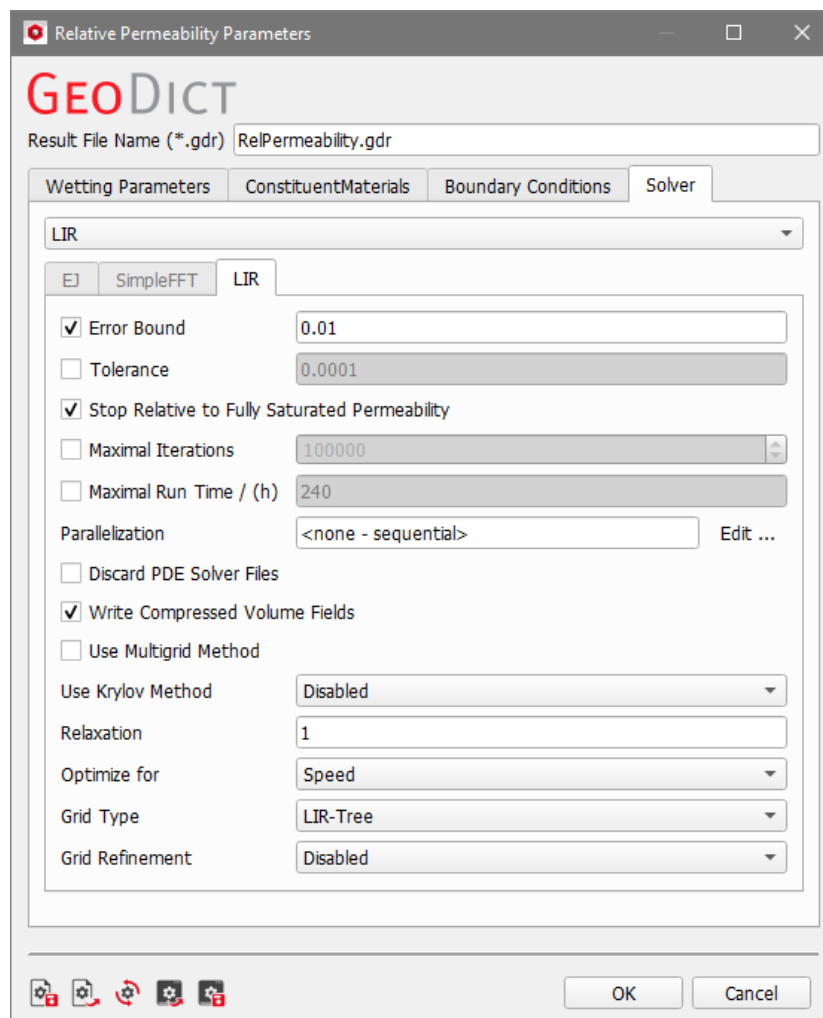 Relative Permeability Parameters
GEODICT
Result File Name (*.gdr) RelPermeability.gdr
Wetting Parameters ConstituentMaterials Boundary Conditions Solver
LIR
EJ SimpleFFT LIR
Error Bound 0.01
Tolerance 0.0001
Stop Relative to Fully Saturated Permeability
Maximal Iterations 100000
Maximal Run Time / (h) 240
Parallelization <none - sequential> Edit ...
Discard PDE Solver Files
Write Compressed Volume Fields
Use Multigrid Method
Use Krylov Method Disabled
Relaxation 1
Optimize for Speed
Grid Type LIR-Tree
Grid Refinement Disabled
OK Cancel